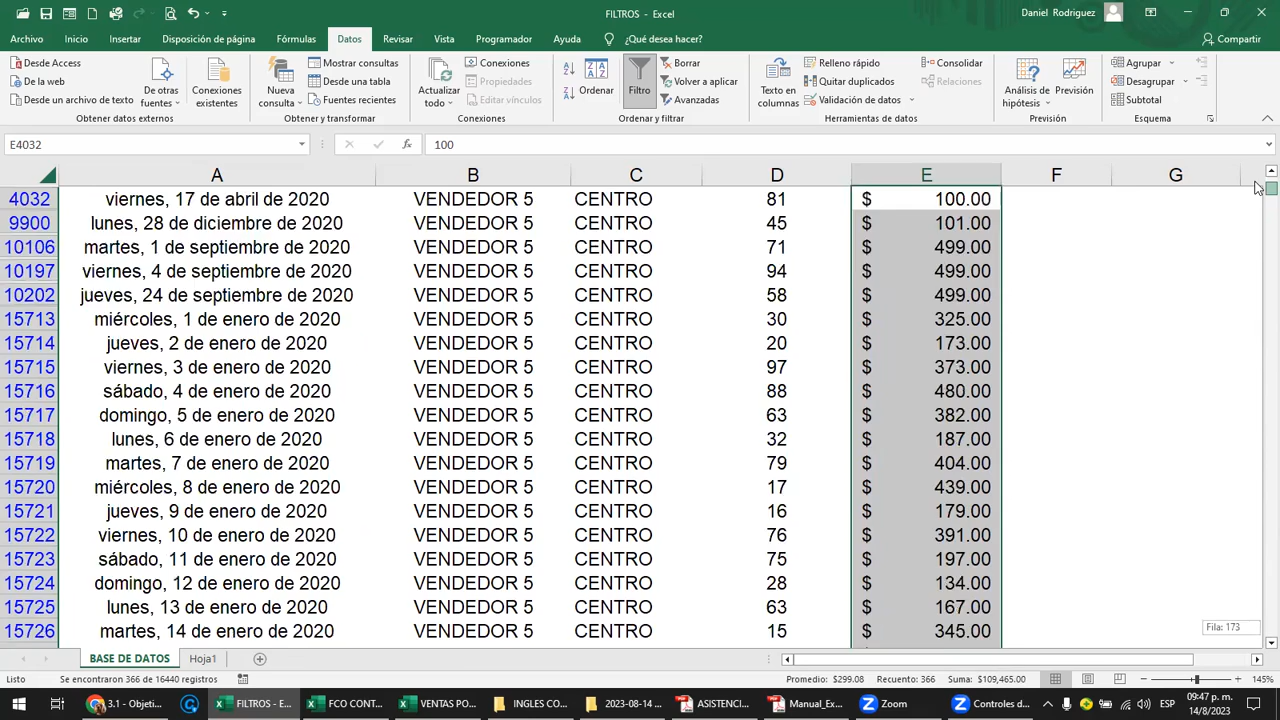 FILTROS - Excel
Daniel Rodriguez
Archivo Inicio Insertar Disposición de página Fórmulas Datos Revisar Vista Programador Ayuda ¿Qué desea hacer? Compartir
Desde Access
De la web
Desde un archivo de texto
De otras fuentes
Conexiones existentes
Obtener datos externos
Nueva consulta
Mostrar consultas
Desde una tabla
Fuentes recientes
Obtener y transformar
Actualizar todo
Conexiones
Propiedades
Editar vínculos
Conexiones
Ordenar
Filtro
Borrar
Volver a aplicar
Avanzadas
Ordenar y filtrar
Texto en columnas
Relleno rápido
Quitar duplicados
Validación de datos
Consolidar
Relaciones
Herramientas de datos
Análisis de hipótesis
Previsión
Previsión
Agrupar
Desagrupar
Subtotal
Esquema
E4032 fx 100
A B C D E F G
4032 viernes, 17 de abril de 2020 VENDEDOR 5 CENTRO 81 $ 100.00
9900 lunes, 28 de diciembre de 2020 VENDEDOR 5 CENTRO 45 $ 101.00
10106 martes, 1 de septiembre de 2020 VENDEDOR 5 CENTRO 71 $ 499.00
10197 viernes, 4 de septiembre de 2020 VENDEDOR 5 CENTRO 94 $ 499.00
10202 jueves, 24 de septiembre de 2020 VENDEDOR 5 CENTRO 58 $ 499.00
15713 miércoles, 1 de enero de 2020 VENDEDOR 5 CENTRO 30 $ 325.00
15714 jueves, 2 de enero de 2020 VENDEDOR 5 CENTRO 20 $ 173.00
15715 viernes, 3 de enero de 2020 VENDEDOR 5 CENTRO 97 $ 373.00
15716 sábado, 4 de enero de 2020 VENDEDOR 5 CENTRO 88 $ 480.00
15717 domingo, 5 de enero de 2020 VENDEDOR 5 CENTRO 63 $ 382.00
15718 lunes, 6 de enero de 2020 VENDEDOR 5 CENTRO 32 $ 187.00
15719 martes, 7 de enero de 2020 VENDEDOR 5 CENTRO 79 $ 404.00
15720 miércoles, 8 de enero de 2020 VENDEDOR 5 CENTRO 17 $ 439.00
15721 jueves, 9 de enero de 2020 VENDEDOR 5 CENTRO 16 $ 179.00
15722 viernes, 10 de enero de 2020 VENDEDOR 5 CENTRO 76 $ 391.00
15723 sábado, 11 de enero de 2020 VENDEDOR 5 CENTRO 75 $ 197.00
15724 domingo, 12 de enero de 2020 VENDEDOR 5 CENTRO 28 $ 134.00
15725 lunes, 13 de enero de 2020 VENDEDOR 5 CENTRO 63 $ 167.00
15726 martes, 14 de enero de 2020 VENDEDOR 5 CENTRO 15 $ 345.00
Fila: 173
BASE DE DATOS Hoja1
Listo Se encontraron 366 de 16440 registros Promedio: $299.08 Recuento: 366 Suma: $109,465.00 145%
3.1 - Objeti... FILTROS - E... FCO CONT... VENTAS PO... INGLES CO... 2023-08-14 ... ASISTENCI... Manual_Ex... Zoom Controles d... ESP 09:47 p. m.
14/8/2023